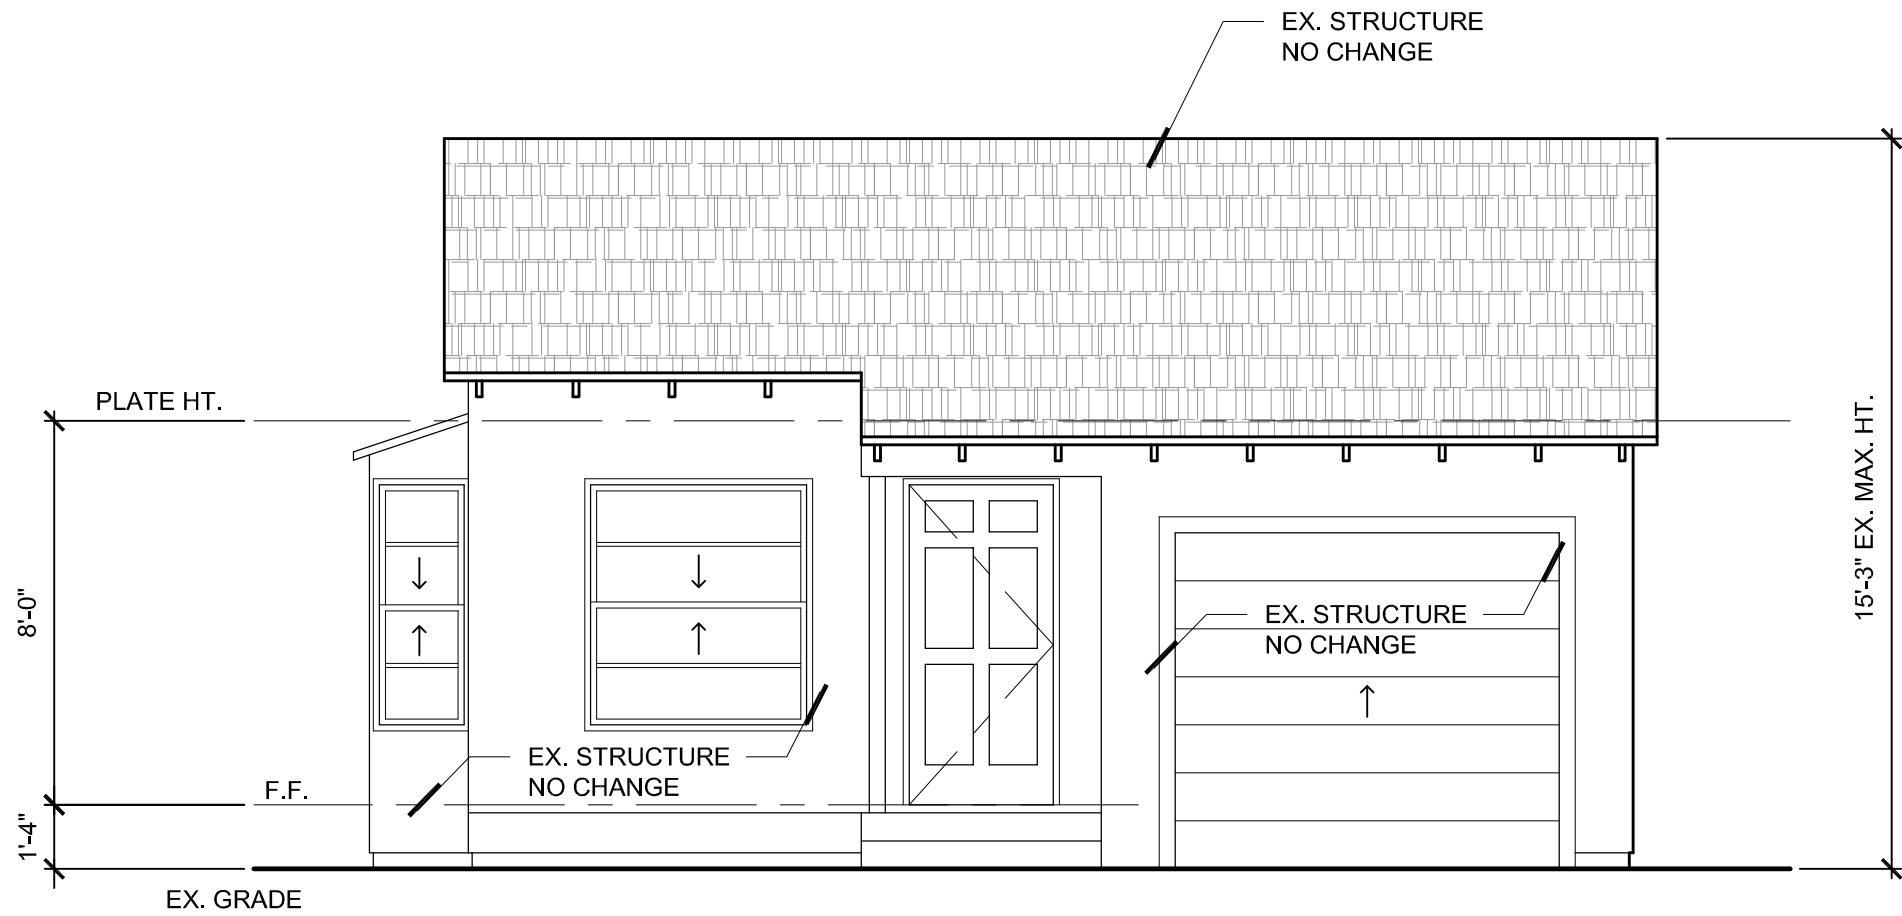 EX. STRUCTURE
NO CHANGE
PLATE HT.
15'-3" EX. MAX. HT.
8'-0"
EX. STRUCTURE
NO CHANGE
EX. STRUCTURE
NO CHANGE
F.F.
1'-4"
EX. GRADE